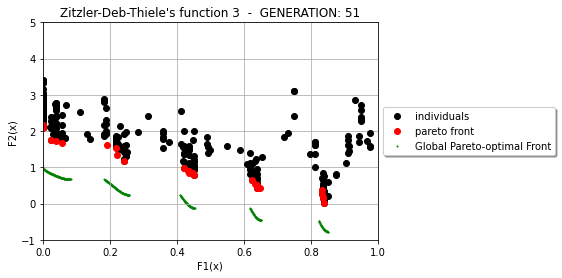 Zitzler-Deb-Thiele's function 3 - GENERATION: 51
5
4
3
2
1
0
−1
F2(x)
0.0 0.2 0.4 0.6 0.8 1.0
F1(x)
individuals
pareto front
Global Pareto-optimal Front